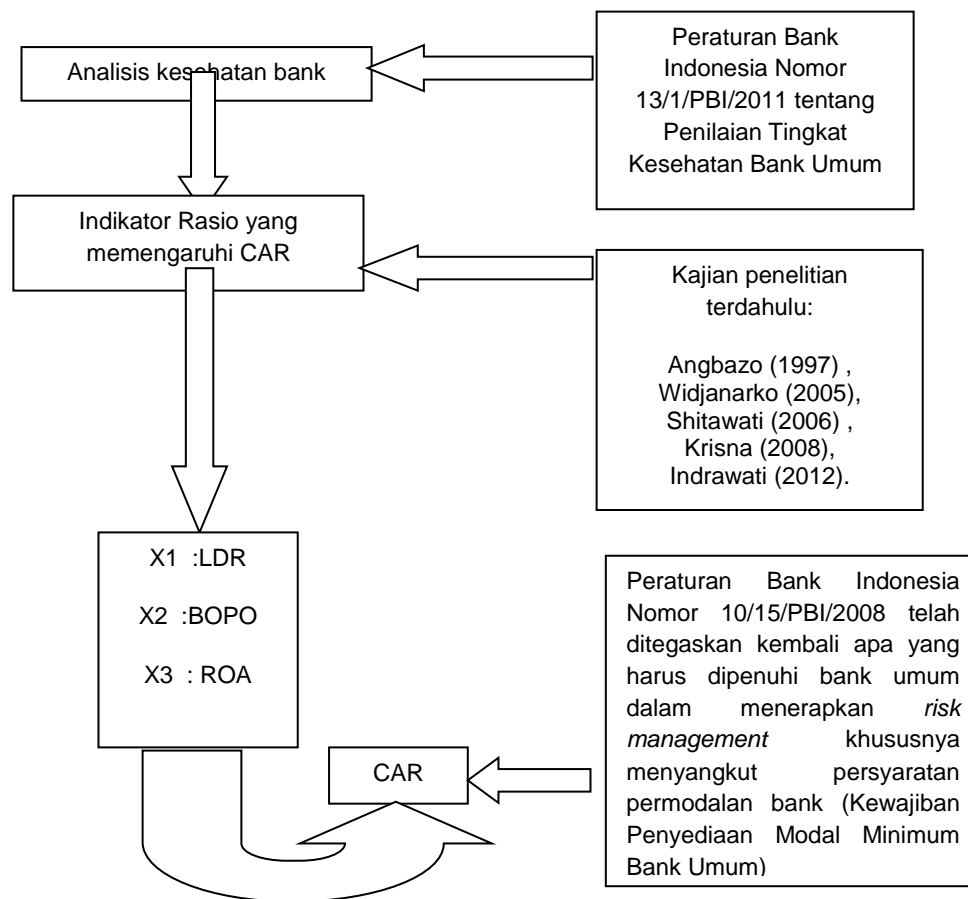 Analisis kesehatan bank
Peraturan Bank
Indonesia Nomor
13/1/PBI/2011 tentang
Penilaian Tingkat
Kesehatan Bank Umum
Indikator Rasio yang
memengaruhi CAR
Kajian penelitian
terdahulu:
Angbazo (1997) ,
Widjanarko (2005),
Shitawati (2006) ,
Krisna (2008),
Indrawati (2012).
X1 :LDR
X2 :BOPO
X3 : ROA
CAR
Peraturan Bank Indonesia
Nomor 10/15/PBI/2008 telah
ditegaskan kembali apa yang
harus dipenuhi bank umum
dalam menerapkan risk
management khususnya
menyangkut persyaratan
permodalan bank (Kewajiban
Penyediaan Modal Minimum
Bank Umum)